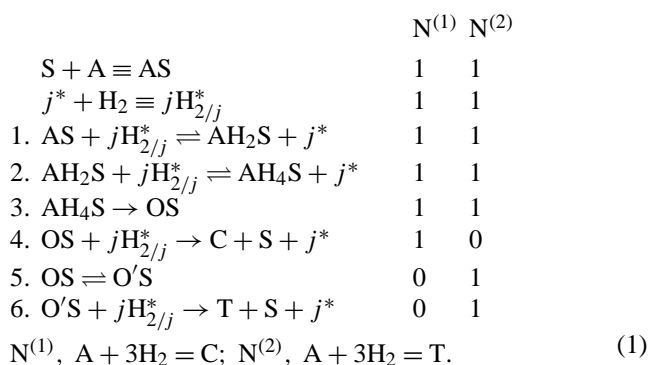 N⁽¹⁾ N⁽²⁾
S + A ≡ AS 1 1
j* + H₂ ≡ jH*₂/ⱼ 1 1
1. AS + jH*₂/ⱼ ⇌ AH₂S + j* 1 1
2. AH₂S + jH*₂/ⱼ ⇌ AH₄S + j* 1 1
3. AH₄S → OS 1 1
4. OS + jH*₂/ⱼ → C + S + j* 1 0
5. OS ⇌ O′S 0 1
6. O′S + jH*₂/ⱼ → T + S + j* 0 1
N⁽¹⁾, A + 3H₂ = C; N⁽²⁾, A + 3H₂ = T. (1)